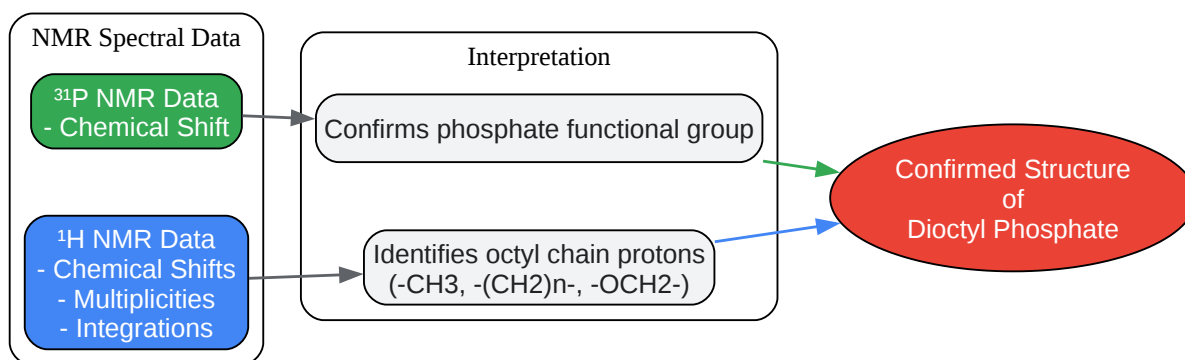 NMR Spectral Data
³¹P NMR Data
- Chemical Shift
¹H NMR Data
- Chemical Shifts
- Multiplicities
- Integrations
Interpretation
Confirms phosphate functional group
Identifies octyl chain protons
(-CH3, -(CH2)n-, -OCH2-)
Confirmed Structure
of
Dioctyl Phosphate